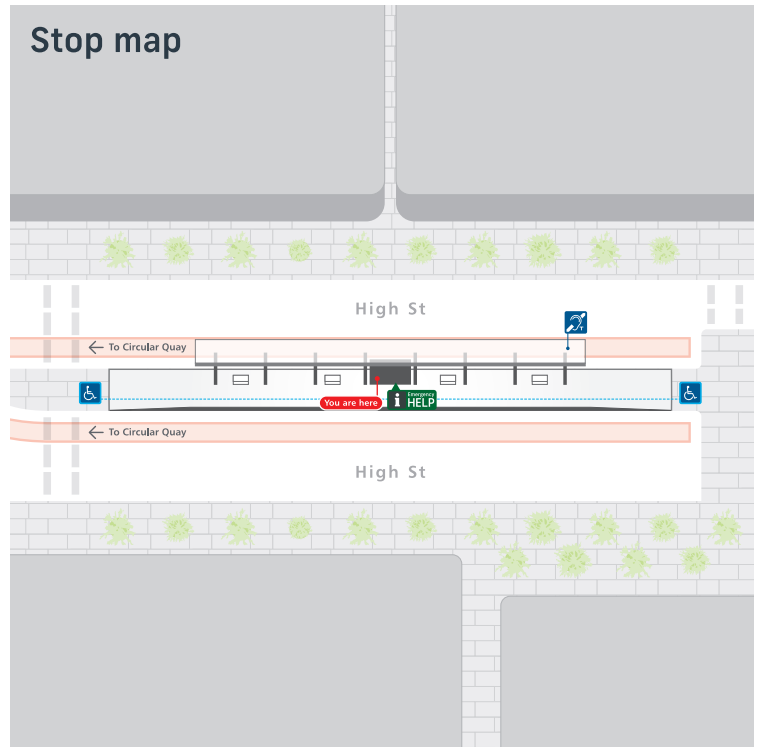 Stop map
High St
To Circular Quay
T
You are here
i
Emergency
HELP
To Circular Quay
High St